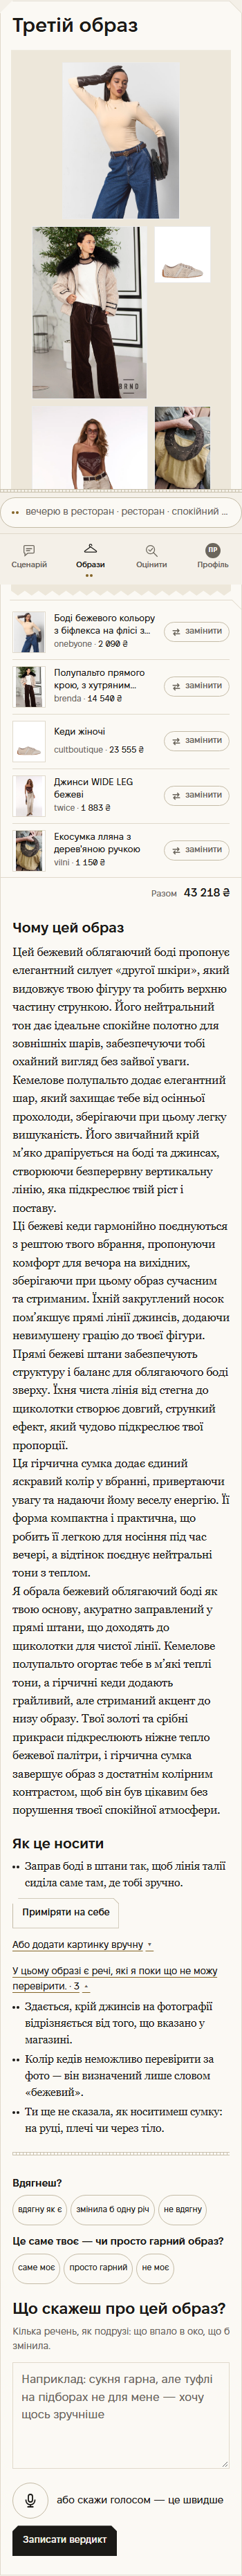 Третій образ
BRND
вечерю в ресторан · ресторан · спокійний ...
Сценарій
Образи
Оцінити
ПР
Профіль
Боді бежевого кольору
з біфлекса на флісі з...
onebyone · 2 090 ₴
замінити
Полупальто прямого
крою, з хутряним...
brenda · 14 540 ₴
замінити
Кеди жіночі
cultboutique · 23 555 ₴
замінити
Джинси WIDE LEG
бежеві
twice · 1 883 ₴
замінити
Екосумка лляна з
дерев'яною ручкою
viini · 1 150 ₴
замінити
Разом 43 218 ₴
Чому цей образ
Цей бежевий облягаючий боді пропонує
елегантний силует «другої шкіри», який
видовжує твою фігуру та робить верхню
частину стрункою. Його нейтральний
тон дає ідеальне спокійне полотно для
зовнішніх шарів, забезпечуючи тобі
охайний вигляд без зайвої уваги.
Кемелове полупальто додає елегантний
шар, який захищає тебе від осінньої
прохолоди, зберігаючи при цьому легку
вишуканість. Його звичайний крій
м’яко драпірується на боді та джинсах,
створюючи безперервну вертикальну
лінію, яка підкреслює твій ріст і
поставу.
Ці бежеві кеди гармонійно поєднуються
з рештою твого вбрання, пропонуючи
комфорт для вечора на вихідних,
зберігаючи при цьому образ сучасним
та стриманим. Їхній закруглений носок
пом’якшує прямі лінії джинсів, додаючи
невимушену грацію до твоєї фігури.
Прямі бежеві штани забезпечують
структуру і баланс для облягаючого боді
зверху. Їхня чиста лінія від стегна до
щиколотки створює довгий, стрункий
ефект, який чудово підкреслює твої
пропорції.
Ця гірчична сумка додає єдиний
яскравий колір у вбранні, привертаючи
увагу та надаючи йому веселу енергію. Її
форма компактна і практична, що
робить її легкою для носіння під час
вечері, а відтінок поєднує нейтральні
тони з теплом.
Я обрала бежевий облягаючий боді як
твою основу, акуратно заправлений у
прямі штани, що доходять до
щиколотки для чистої лінії. Кемелове
полупальто огортає тебе в м’які теплі
тони, а гірчичні кеди додають
грайливий, але стриманий акцент до
низу образу. Твої золоті та срібні
прикраси підкреслюють ніжне тепло
бежевої палітри, і гірчична сумка
завершує образ з достатнім колірним
контрастом, щоб він був цікавим без
порушення твоєї спокійної атмосфери.
Як це носити
Заправ боді в штани так, щоб лінія талії
сиділа саме там, де тобі зручно.
Приміряти на себе
Або додати картинку вручну
У цьому образі є речі, які я поки що не можу
перевірити. · 3
Здається, крій джинсів на фотографії
відрізняється від того, що вказано у
магазині.
Колір кедів неможливо перевірити за
фото — він визначений лише словом
«бежевий».
Ти ще не сказала, як носитимеш сумку:
на руці, плечі чи через тіло.
Вдягнеш?
вдягну як є
змінила б одну річ
не вдягну
Це саме твоє — чи просто гарний образ?
саме моє
просто гарний
не моє
Що скажеш про цей образ?
Кілька речень, як подрузі: що впало в око, що б
змінила.
Наприклад: сукня гарна, але туфлі
на підборах не для мене — хочу
щось зручніше
або скажи голосом — це швидше
Записати вердикт